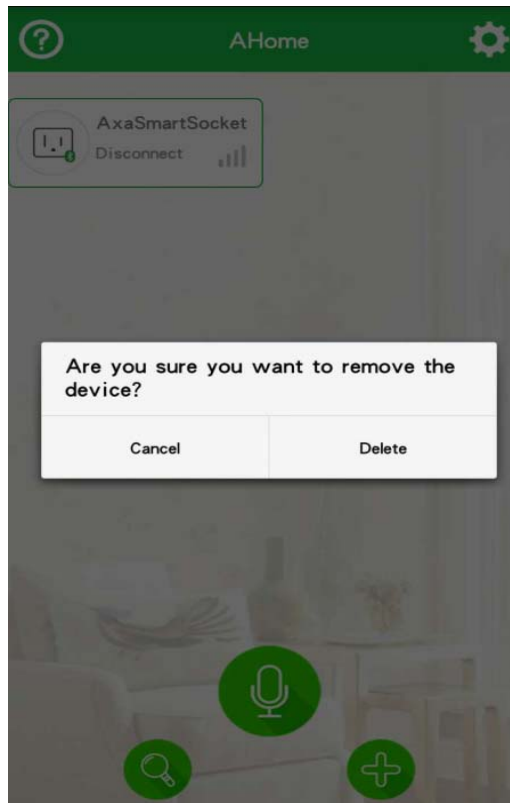 AHome
AxaSmartSocket
Disconnect
Are you sure you want to remove the
device?
Cancel
Delete